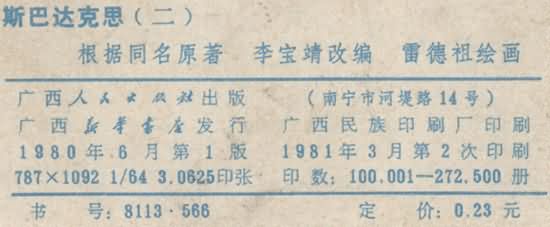 斯巴达克思(二)
根据同名原著 李宝靖改编 雷德祖绘画
广西人民出版社出版 (南宁市河堤路14号)
广西新华书店发行 广西民族印刷厂印刷
1980年6月第1版 1981年3月第2次印刷
787×1092 1/64 3.0625印张 印数:100.001—272.500册
书号:8113·566 定价:0.23元